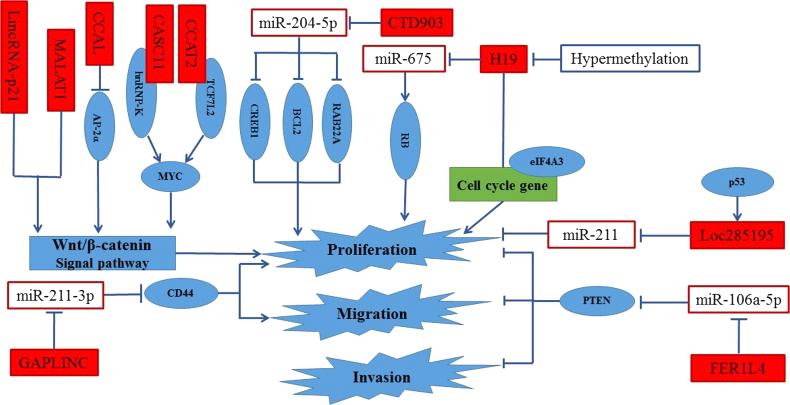 LincRNA-p21
MALAT1
CCAL
CASC11
CCAT2
miR-204-5p
CTD903
miR-675
H19
Hypermethylation
AP-2α
hnRNP-K
TCF7L2
CREB1
BCL2
RAB22A
RB
MYC
eIF4A3
Cell cycle gene
p53
Wnt/β-catenin
Signal pathway
Proliferation
miR-211
Loc285195
miR-211-3p
CD44
Migration
PTEN
miR-106a-5p
GAPLINC
Invasion
FER1L4